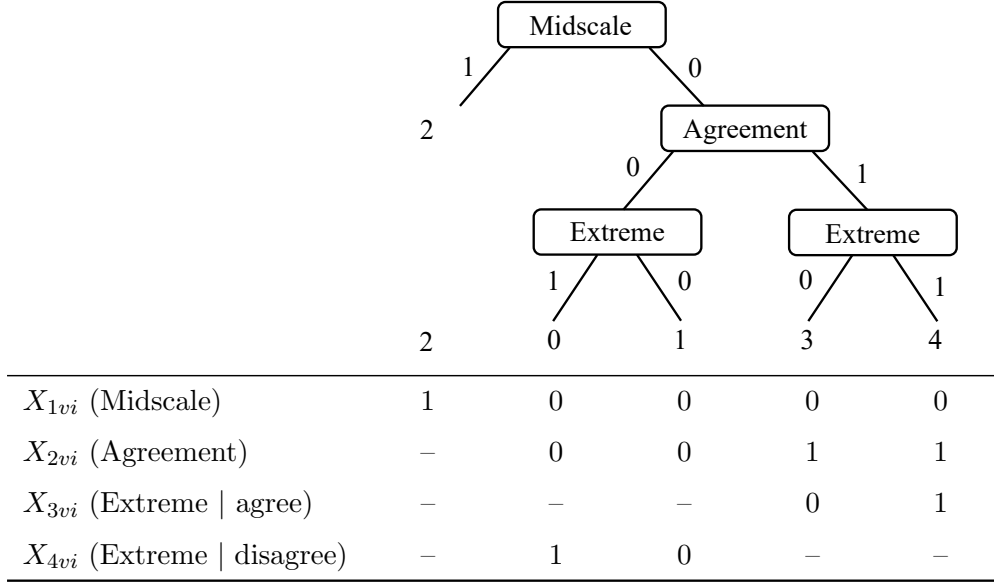 Midscale
1 0
2 Agreement
0 1
Extreme Extreme
1 0 0 1
2 0 1 3 4
X1vi (Midscale) 1 0 0 0 0
X2vi (Agreement) – 0 0 1 1
X3vi (Extreme | agree) – – – 0 1
X4vi (Extreme | disagree) – 1 0 – –